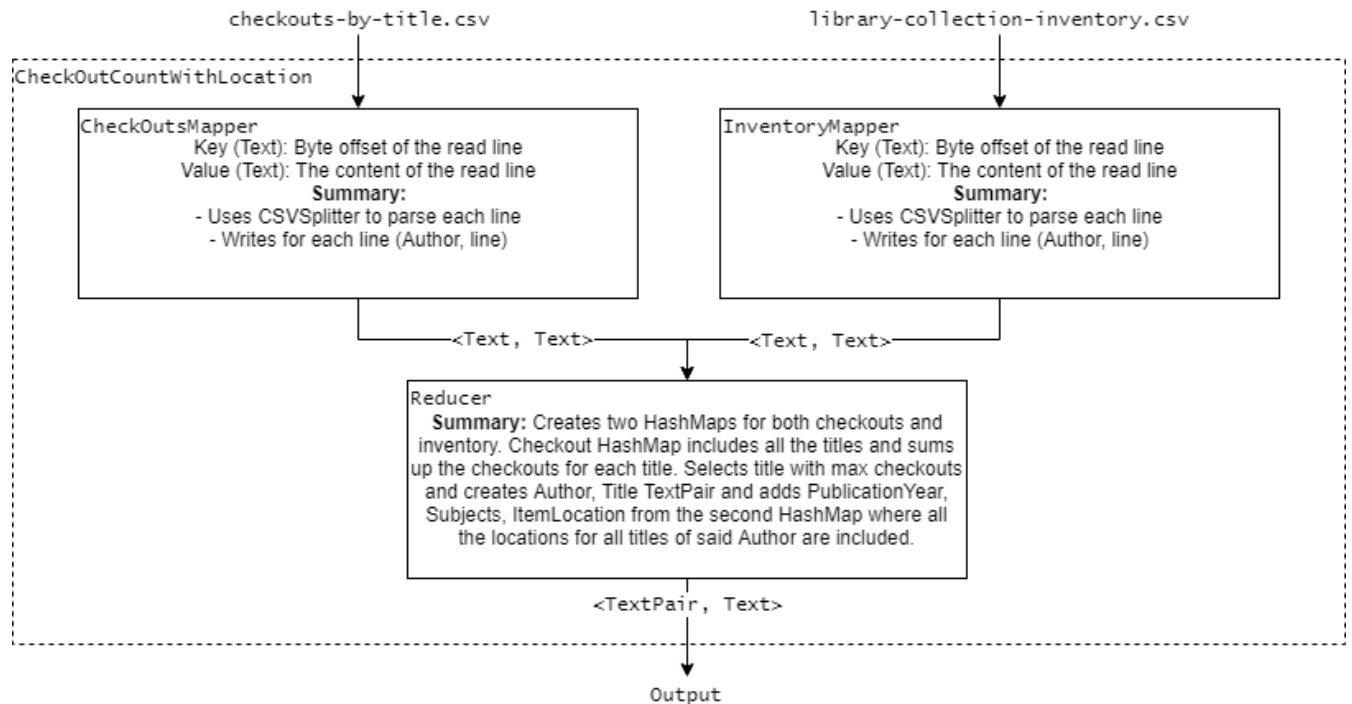 checkouts-by-title.csv
library-collection-inventory.csv
CheckOutCountWithLocation
CheckOutsMapper
Key (Text): Byte offset of the read line
Value (Text): The content of the read line
Summary:
- Uses CSVSplitter to parse each line
- Writes for each line (Author, line)
InventoryMapper
Key (Text): Byte offset of the read line
Value (Text): The content of the read line
Summary:
- Uses CSVSplitter to parse each line
- Writes for each line (Author, line)
<Text, Text>
<Text, Text>
Reducer
Summary: Creates two HashMaps for both checkouts and
inventory. Checkout HashMap includes all the titles and sums
up the checkouts for each title. Selects title with max checkouts
and creates Author, Title TextPair and adds PublicationYear,
Subjects, ItemLocation from the second HashMap where all
the locations for all titles of said Author are included.
<TextPair, Text>
Output